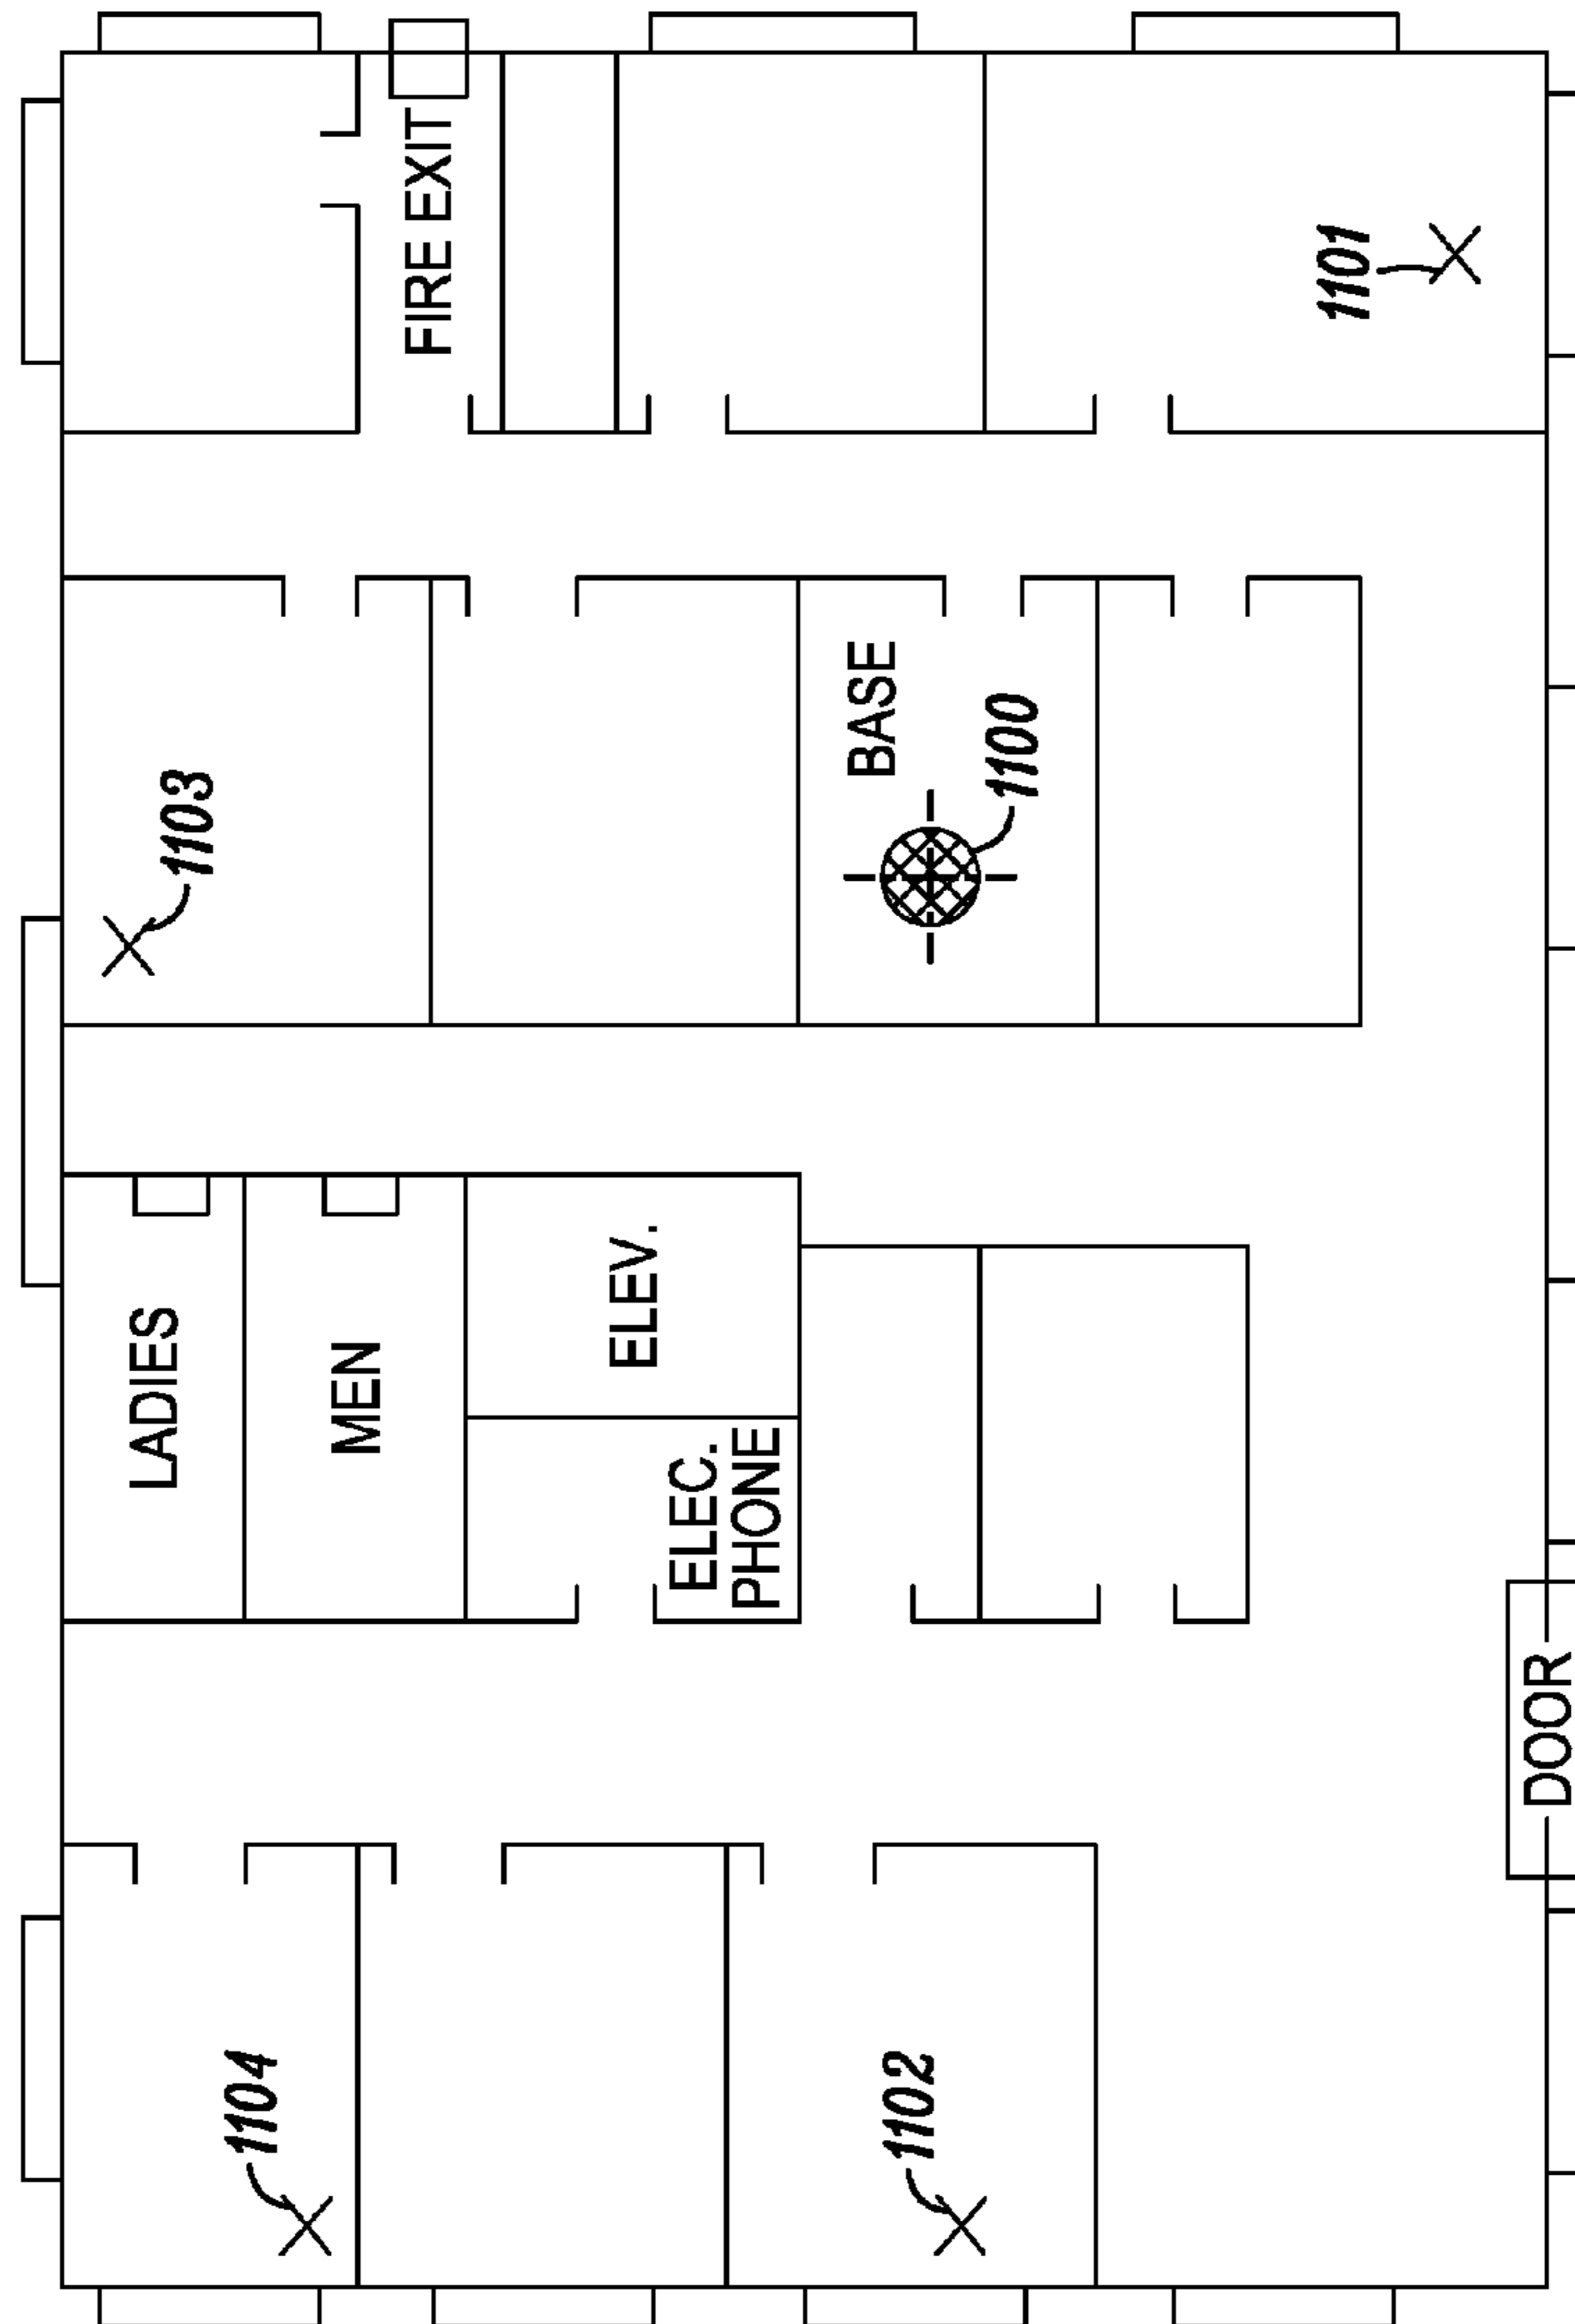 FIRE EXIT
1101
1103
BASE
1100
LADIES
MEN
ELEV.
ELEC.
PHONE
DOOR
1104
1102